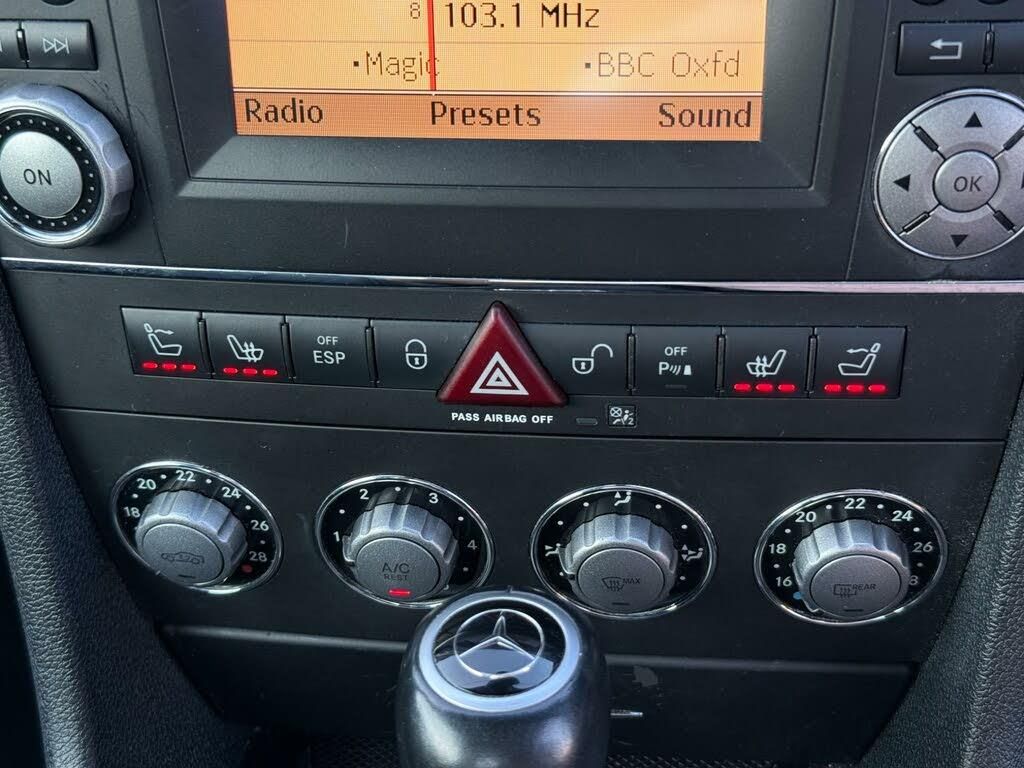 8 103.1 MHz
·Magic ·BBC Oxfd
Radio Presets Sound
ON
OK
OFF
ESP
OFF
P
PASS AIRBAG OFF
2
18 20 22 24 26 28
1 2 3 4
A/C
REST
MAX
16 18 20 22 24 26
REAR